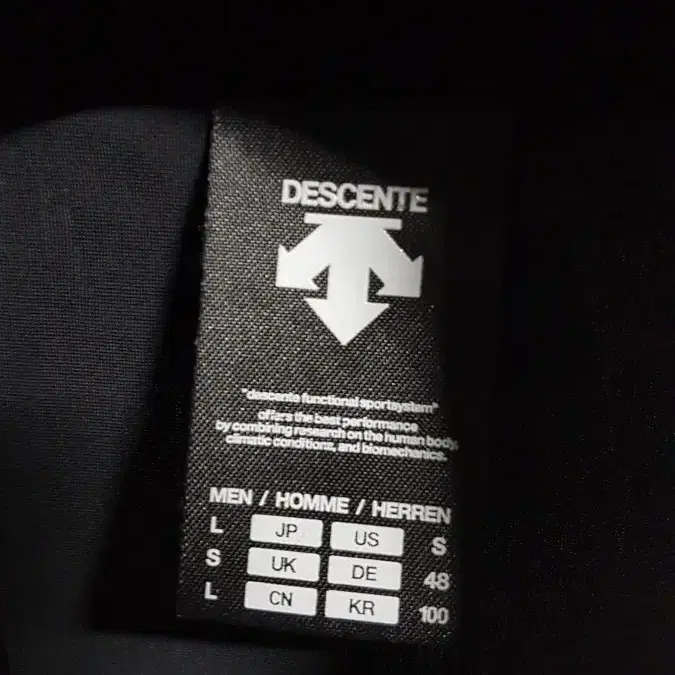 DESCENTE
"descente functional sportsystem"
offers the best performance
by combining research on the human body,
climatic conditions, and biomechanics.
MEN / HOMME / HERREN
L JP US S
S UK DE 48
L CN KR 100